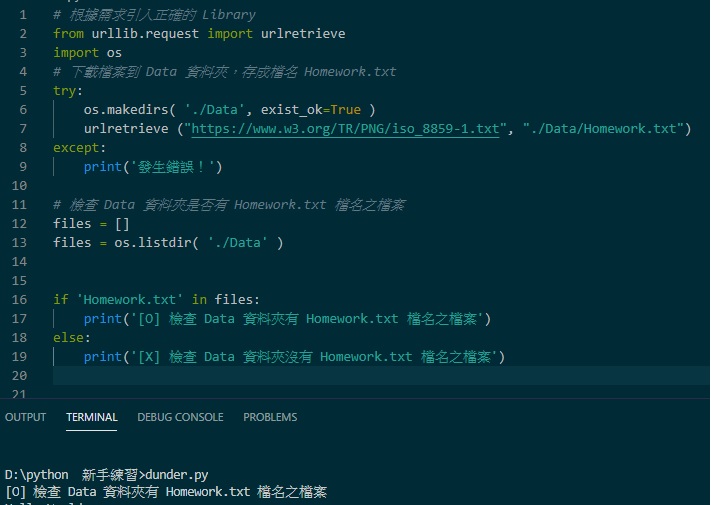 1 # 根據需求引入正確的 Library
2 from urllib.request import urlretrieve
3 import os
4 # 下載檔案到 Data 資料夾，存成檔名 Homework.txt
5 try:
6 os.makedirs( './Data', exist_ok=True )
7 urlretrieve ("https://www.w3.org/TR/PNG/iso_8859-1.txt", "./Data/Homework.txt")
8 except:
9 print('發生錯誤！')
10
11 # 檢查 Data 資料夾是否有 Homework.txt 檔名之檔案
12 files = []
13 files = os.listdir( './Data' )
14
15
16 if 'Homework.txt' in files:
17 print('[O] 檢查 Data 資料夾有 Homework.txt 檔名之檔案')
18 else:
19 print('[X] 檢查 Data 資料夾沒有 Homework.txt 檔名之檔案')
20
21
OUTPUT TERMINAL DEBUG CONSOLE PROBLEMS
D:\python 新手練習>dunder.py
[O] 檢查 Data 資料夾有 Homework.txt 檔名之檔案